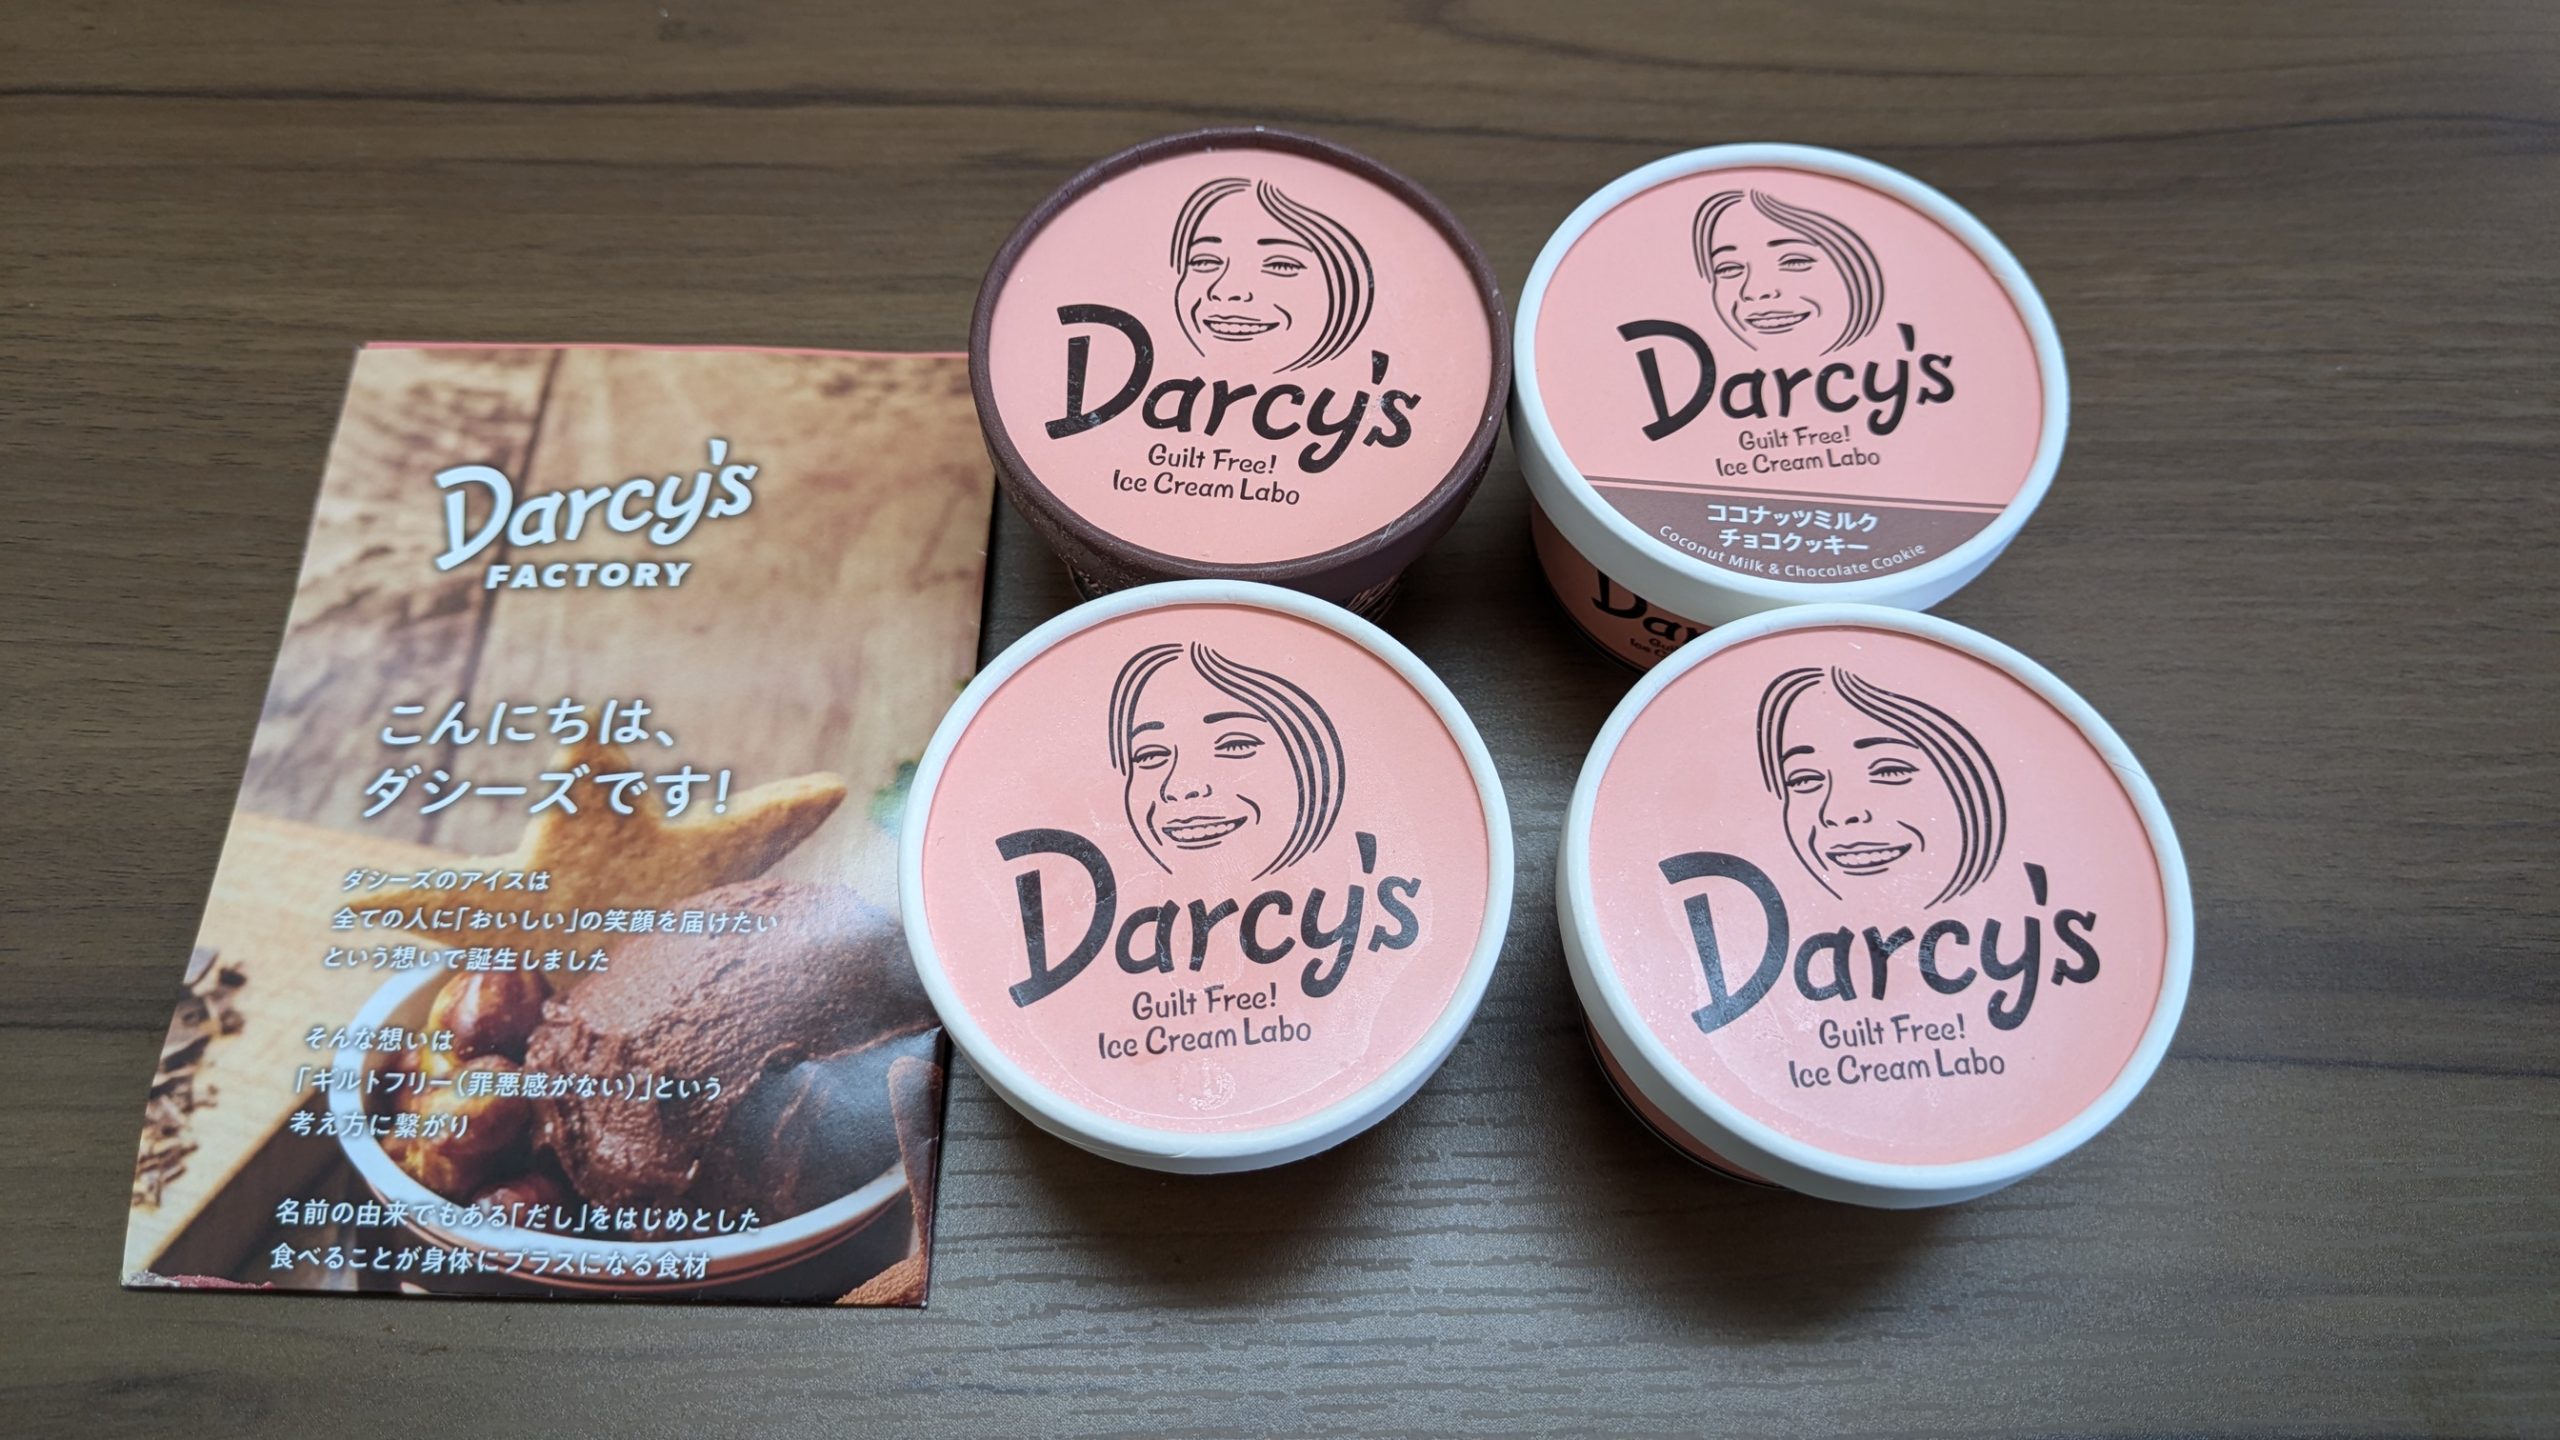 Darcy's
FACTORY
こんにちは、
ダシーズです!
ダシーズのアイスは
全ての人に「おいしい」の笑顔を届けたい
という想いで誕生しました
そんな想いは
「ギルトフリー(罪悪感がない)」という
考え方に繋がり
名前の由来でもある「だし」をはじめとした
食べることが身体にプラスになる食材
Darcy's
Guilt Free!
Ice Cream Labo
Darcy's
Guilt Free!
Ice Cream Labo
ココナッツミルク
チョコクッキー
Coconut Milk & Chocolate Cookie
Darcy's
Guilt Free!
Ice Cream Labo
Darcy's
Guilt Free!
Ice Cream Labo